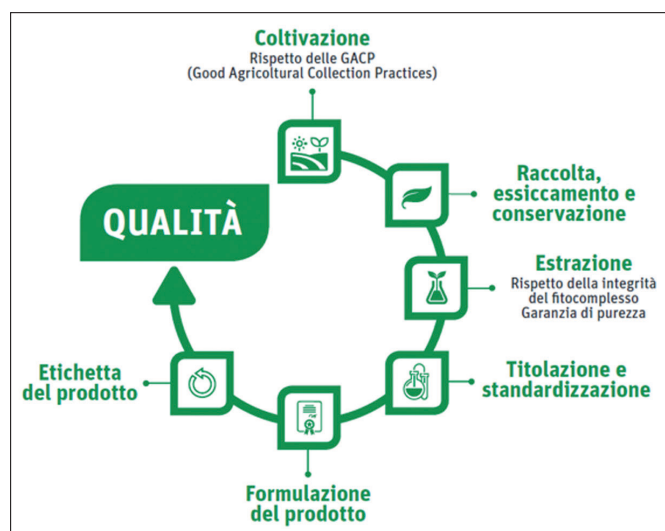 Coltivazione
Rispetto delle GACP
(Good Agricoltural Collection Practices)
QUALITÀ
Raccolta,
essiccamento e
conservazione
Estrazione
Rispetto della integrità
del fitocomplesso
Garanzia di purezza
Titolazione e
standardizzazione
Formulazione
del prodotto
Etichetta
del prodotto